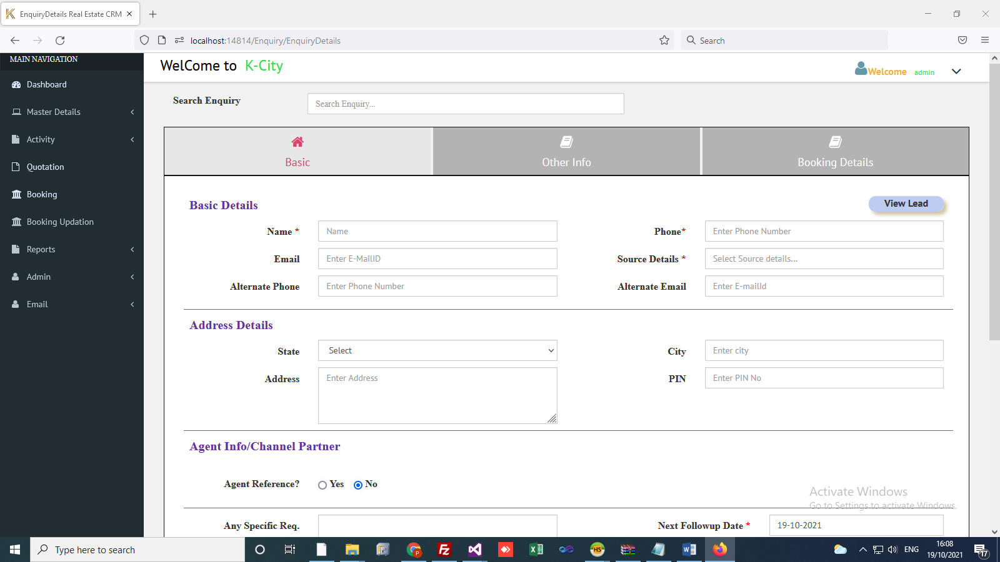 EnquiryDetails Real Estate CRM
localhost:14814/Enquiry/EnquiryDetails
Search
MAIN NAVIGATION
WelCome to K-City
Welcome admin
Dashboard
Master Details
Activity
Quotation
Booking
Booking Updation
Reports
Admin
Email
Search Enquiry
Search Enquiry...
Basic
Other Info
Booking Details
Basic Details
View Lead
Name *
Name
Phone*
Enter Phone Number
Email
Enter E-MailID
Source Details *
Select Source details...
Alternate Phone
Enter Phone Number
Alternate Email
Enter E-mailId
Address Details
State
Select
City
Enter city
Address
Enter Address
PIN
Enter PIN No
Agent Info/Channel Partner
Agent Reference?
Yes
No
Activate Windows
Go to Settings to activate Windows.
Any Specific Req.
Next Followup Date *
19-10-2021
Type here to search
ENG
16:08
19/10/2021
17